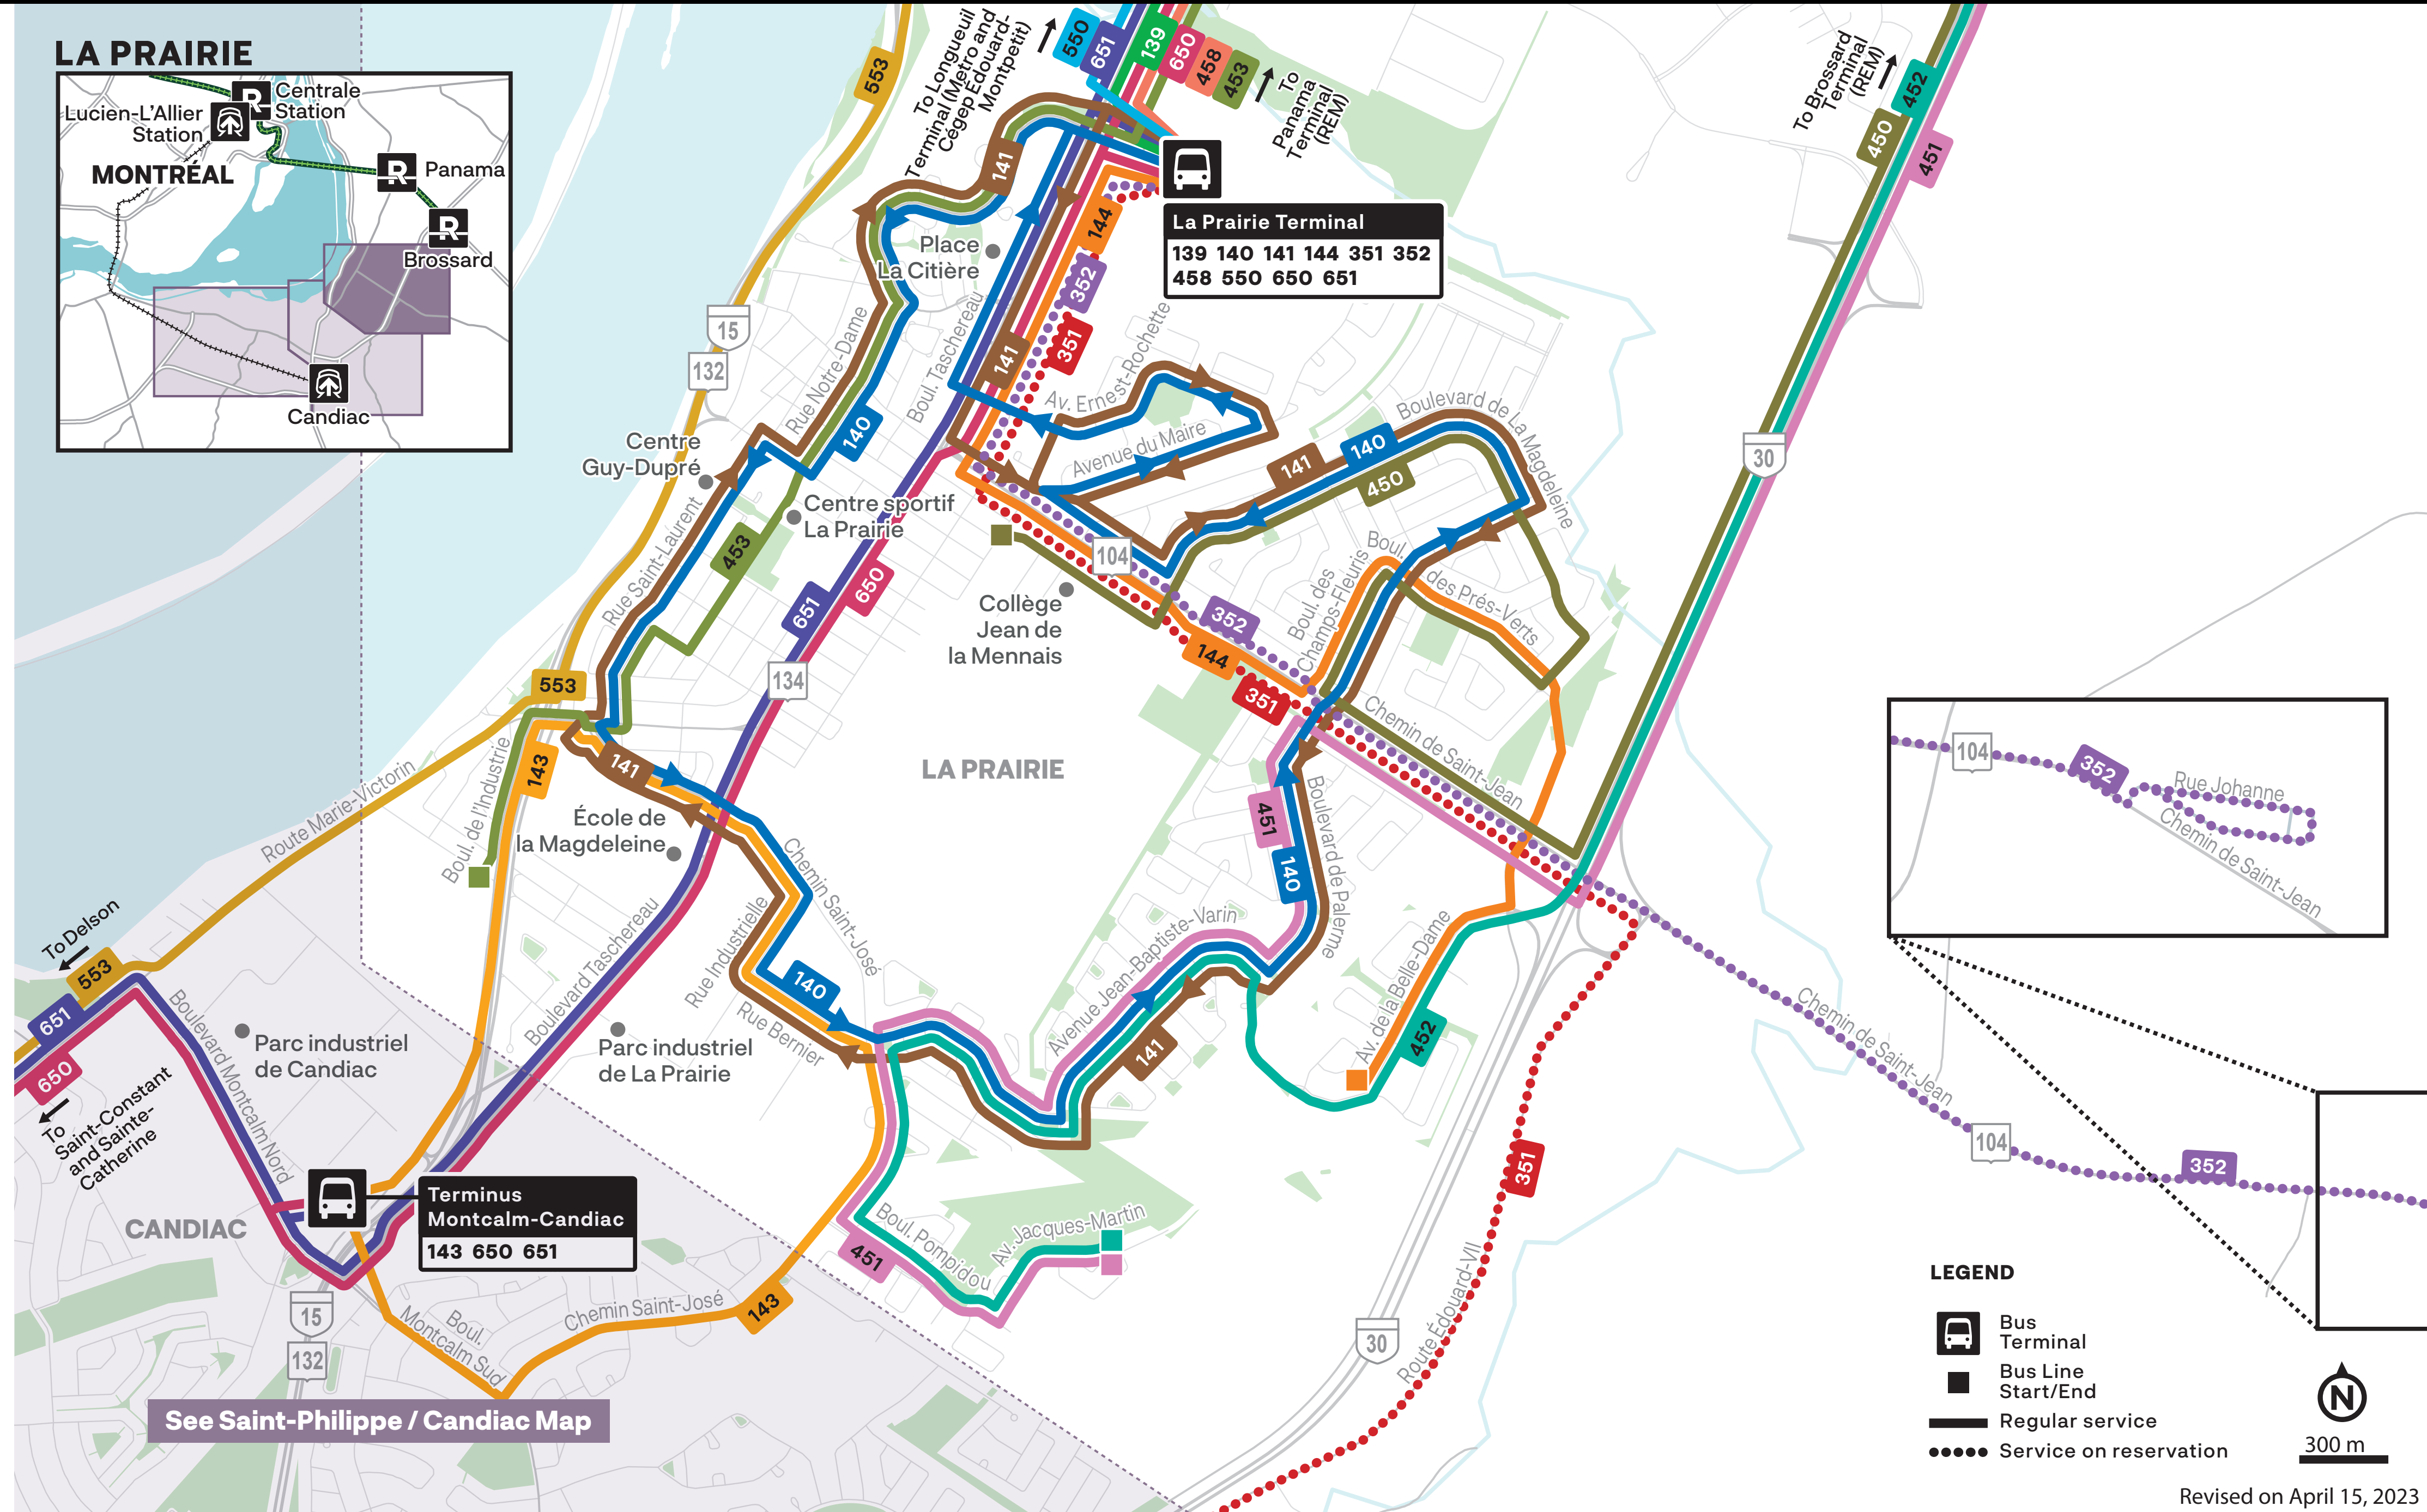 LA PRAIRIE
Lucien-L'Allier
Station
Centrale
Station
MONTRÉAL
Panama
Brossard
Candiac
553
To Longueuil
Terminal (Metro and
Cégep Édouard-
Montpetit)
550
651
139
650
458
453
To
Panama
Terminal
(REM)
To Brossard
Terminal
(REM)
452
450
451
141
144
La Prairie Terminal
139 140 141 144 351 352
458 550 650 651
Place
La Citière
352
351
141
15
132
Rue Notre-Dame
Boul. Taschereau
Av. Ernest-Rochette
Avenue du Maire
Boulevard de La Magdeleine
140
Centre
Guy-Dupré
141
140
450
30
Centre sportif
La Prairie
Rue Saint-Laurent
453
651
650
104
Collège
Jean de
la Mennais
Boul. des
Champs-Fleuris
Boul.
des Prés-Verts
352
144
351
134
553
143
141
Boul. de l'Industrie
Route Marie-Victorin
LA PRAIRIE
Chemin de Saint-Jean
École de
la Magdeleine
451
140
Boulevard de Palerme
104
352
Rue Johanne
Chemin de Saint-Jean
Chemin Saint-José
Rue Industrielle
Boulevard Taschereau
140
Rue Bernier
Avenue Jean-Baptiste-Varin
141
Av. de la Belle-Dame
452
To Delson
553
651
650
To
Saint-Constant
and Sainte-
Catherine
Boulevard Montcalm Nord
Parc industriel
de Candiac
Parc industriel
de La Prairie
Chemin de Saint-Jean
104
352
351
Terminus
Montcalm-Candiac
143 650 651
CANDIAC
Boul. Pompidou
Av. Jacques-Martin
451
143
15
132
Boul.
Montcalm Sud
Chemin Saint-José
30
Route Édouard-VII
See Saint-Philippe / Candiac Map
LEGEND
Bus
Terminal
Bus Line
Start/End
Regular service
Service on reservation
N
300 m
Revised on April 15, 2023